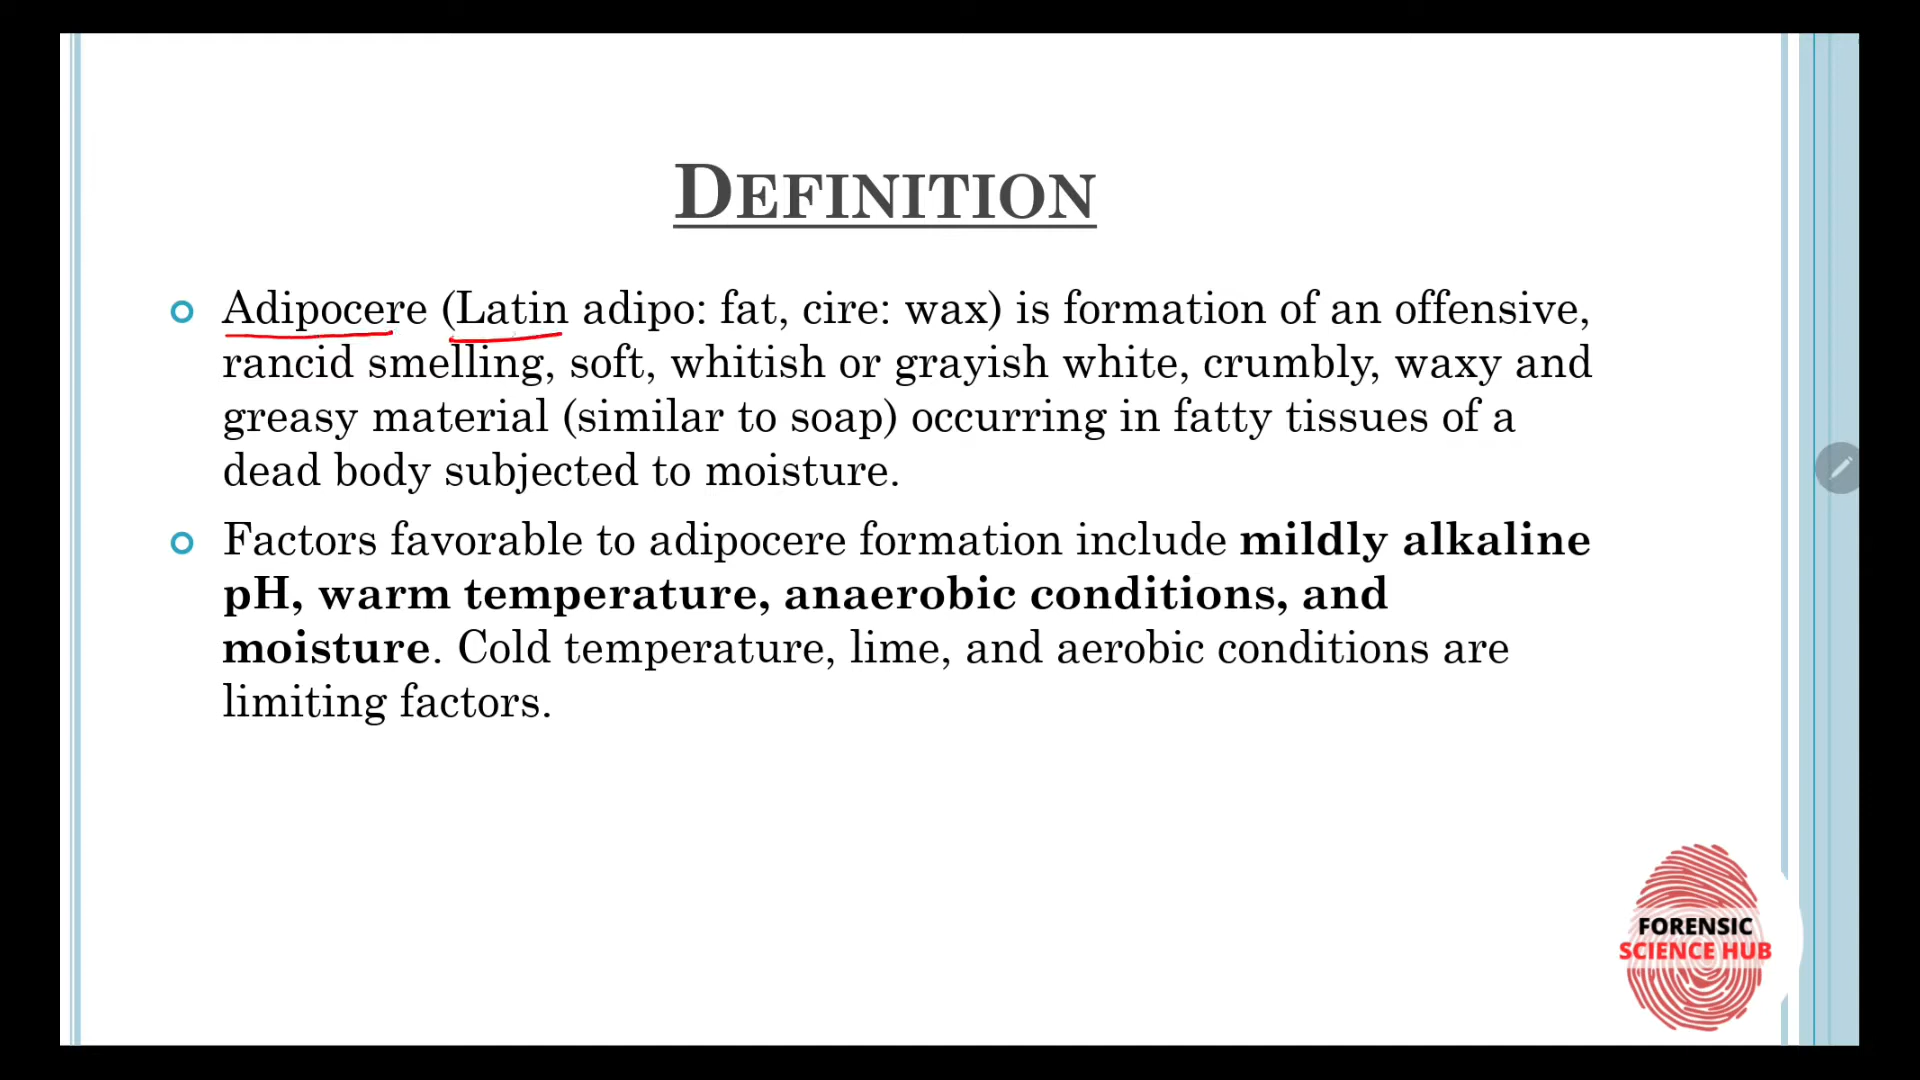 DEFINITION
Adipocere (Latin adipo: fat, cire: wax) is formation of an offensive,
rancid smelling, soft, whitish or grayish white, crumbly, waxy and
greasy material (similar to soap) occurring in fatty tissues of a
dead body subjected to moisture.
Factors favorable to adipocere formation include mildly alkaline
pH, warm temperature, anaerobic conditions, and
moisture. Cold temperature, lime, and aerobic conditions are
limiting factors.
FORENSIC
SCIENCE HUB